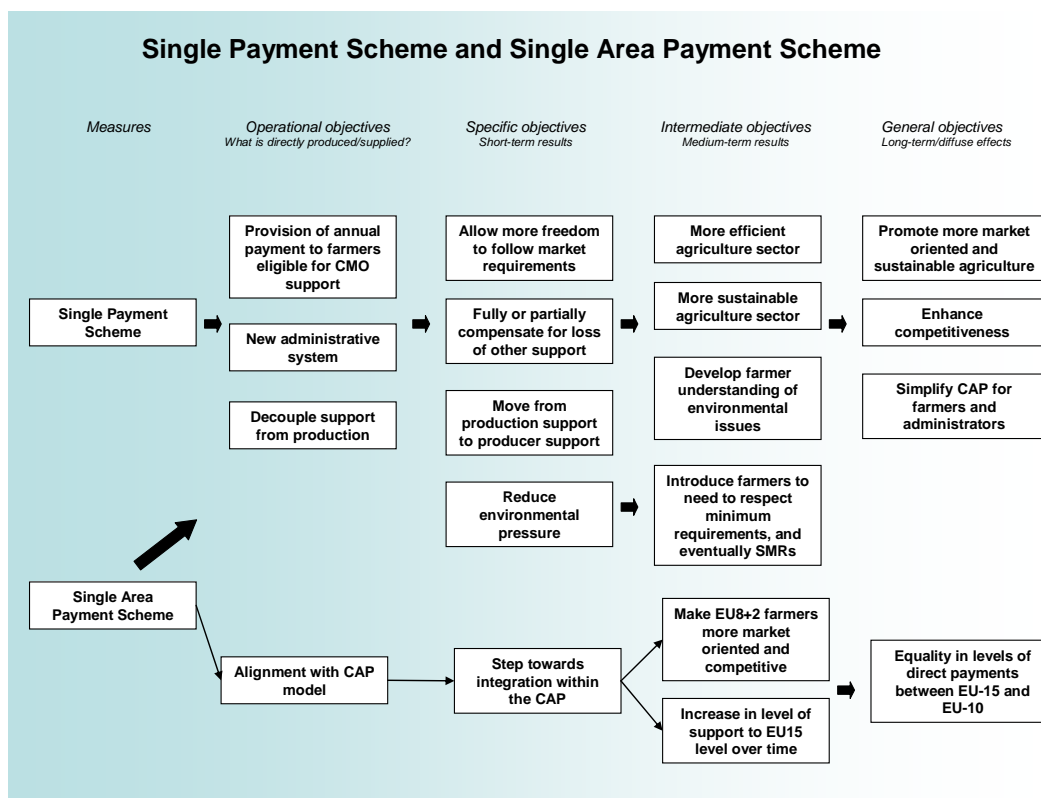 Single Payment Scheme and Single Area Payment Scheme
Measures
Operational objectives
What is directly produced/supplied?
Specific objectives
Short-term results
Intermediate objectives
Medium-term results
General objectives
Long-term/diffuse effects
Single Payment
Scheme
Provision of annual
payment to farmers
eligible for CMO
support
New administrative
system
Decouple support
from production
Allow more freedom
to follow market
requirements
Fully or partially
compensate for loss
of other support
Move from
production support
to producer support
Reduce
environmental
pressure
More efficient
agriculture sector
More sustainable
agriculture sector
Develop farmer
understanding of
environmental
issues
Introduce farmers to
need to respect
minimum
requirements, and
eventually SMRs
Promote more market
oriented and
sustainable agriculture
Enhance
competitiveness
Simplify CAP for
farmers and
administrators
Single Area
Payment Scheme
Alignment with CAP
model
Step towards
integration within
the CAP
Make EU8+2 farmers
more market
oriented and
competitive
Increase in level of
support to EU15
level over time
Equality in levels of
direct payments
between EU-15 and
EU-10